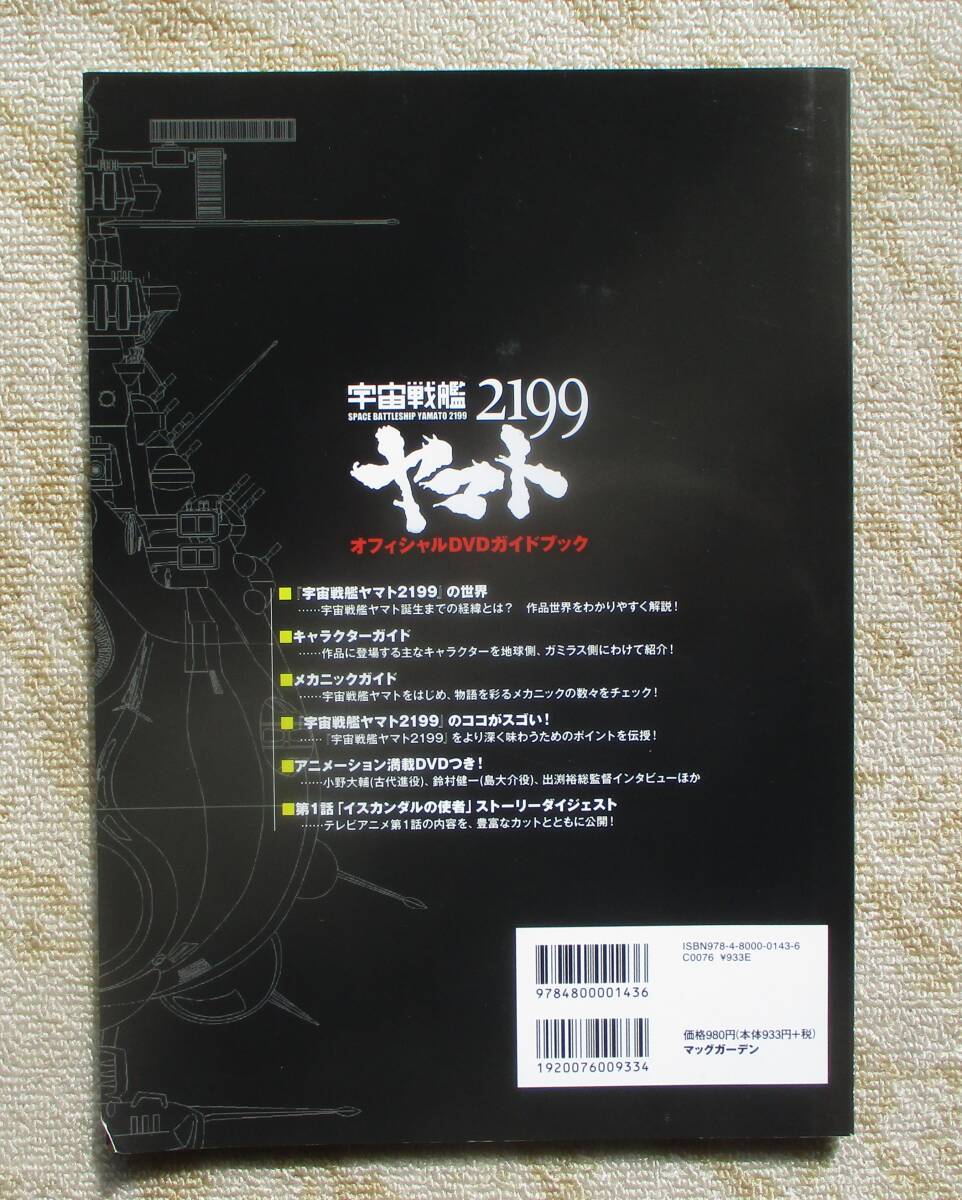 宇宙戦艦 2199
SPACE BATTLESHIP YAMATO 2199
ヤマト
オフィシャルDVDガイドブック
■『宇宙戦艦ヤマト2199』の世界
……宇宙戦艦ヤマト誕生までの経緯とは？　作品世界をわかりやすく解説！
■キャラクターガイド
……作品に登場する主なキャラクターを地球側、ガミラス側にわけて紹介！
■メカニックガイド
……宇宙戦艦ヤマトをはじめ、物語を彩るメカニックの数々をチェック！
■『宇宙戦艦ヤマト2199』のココがスゴい！
……『宇宙戦艦ヤマト2199』をより深く味わうためのポイントを伝授！
■アニメーション満載DVDつき！
……小野大輔(古代進役)、鈴村健一(島大介役)、出渕裕総監督インタビューほか
■第1話「イスカンダルの使者」ストーリーダイジェスト
……テレビアニメ第1話の内容を、豊富なカットとともに公開！
ISBN978-4-8000-0143-6
C0076 ¥933E
9784800001436
1920076009334
価格980円(本体933円+税)
マッグガーデン